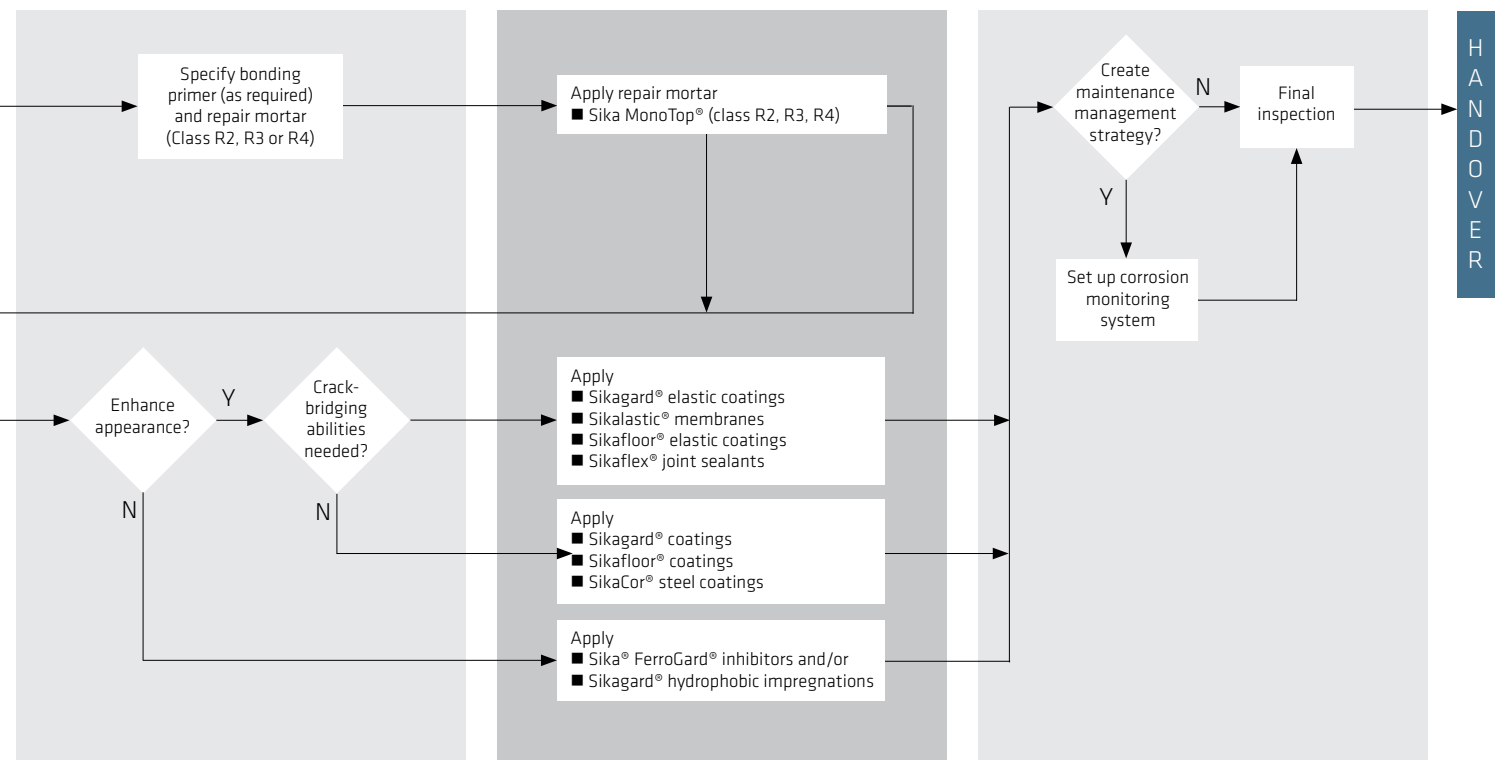 Specify bonding
primer (as required)
and repair mortar
(Class R2, R3 or R4)
Apply repair mortar
■ Sika MonoTop® (class R2, R3, R4)
Create
maintenance
management
strategy?
N
Final
inspection
Y
Set up corrosion
monitoring
system
HANDOVER
Enhance
appearance?
Y
Crack-
bridging
abilities
needed?
N
N
Apply
■ Sikagard® elastic coatings
■ Sikalastic® membranes
■ Sikafloor® elastic coatings
■ Sikaflex® joint sealants
Apply
■ Sikagard® coatings
■ Sikafloor® coatings
■ SikaCor® steel coatings
Apply
■ Sika® FerroGard® inhibitors and/or
■ Sikagard® hydrophobic impregnations